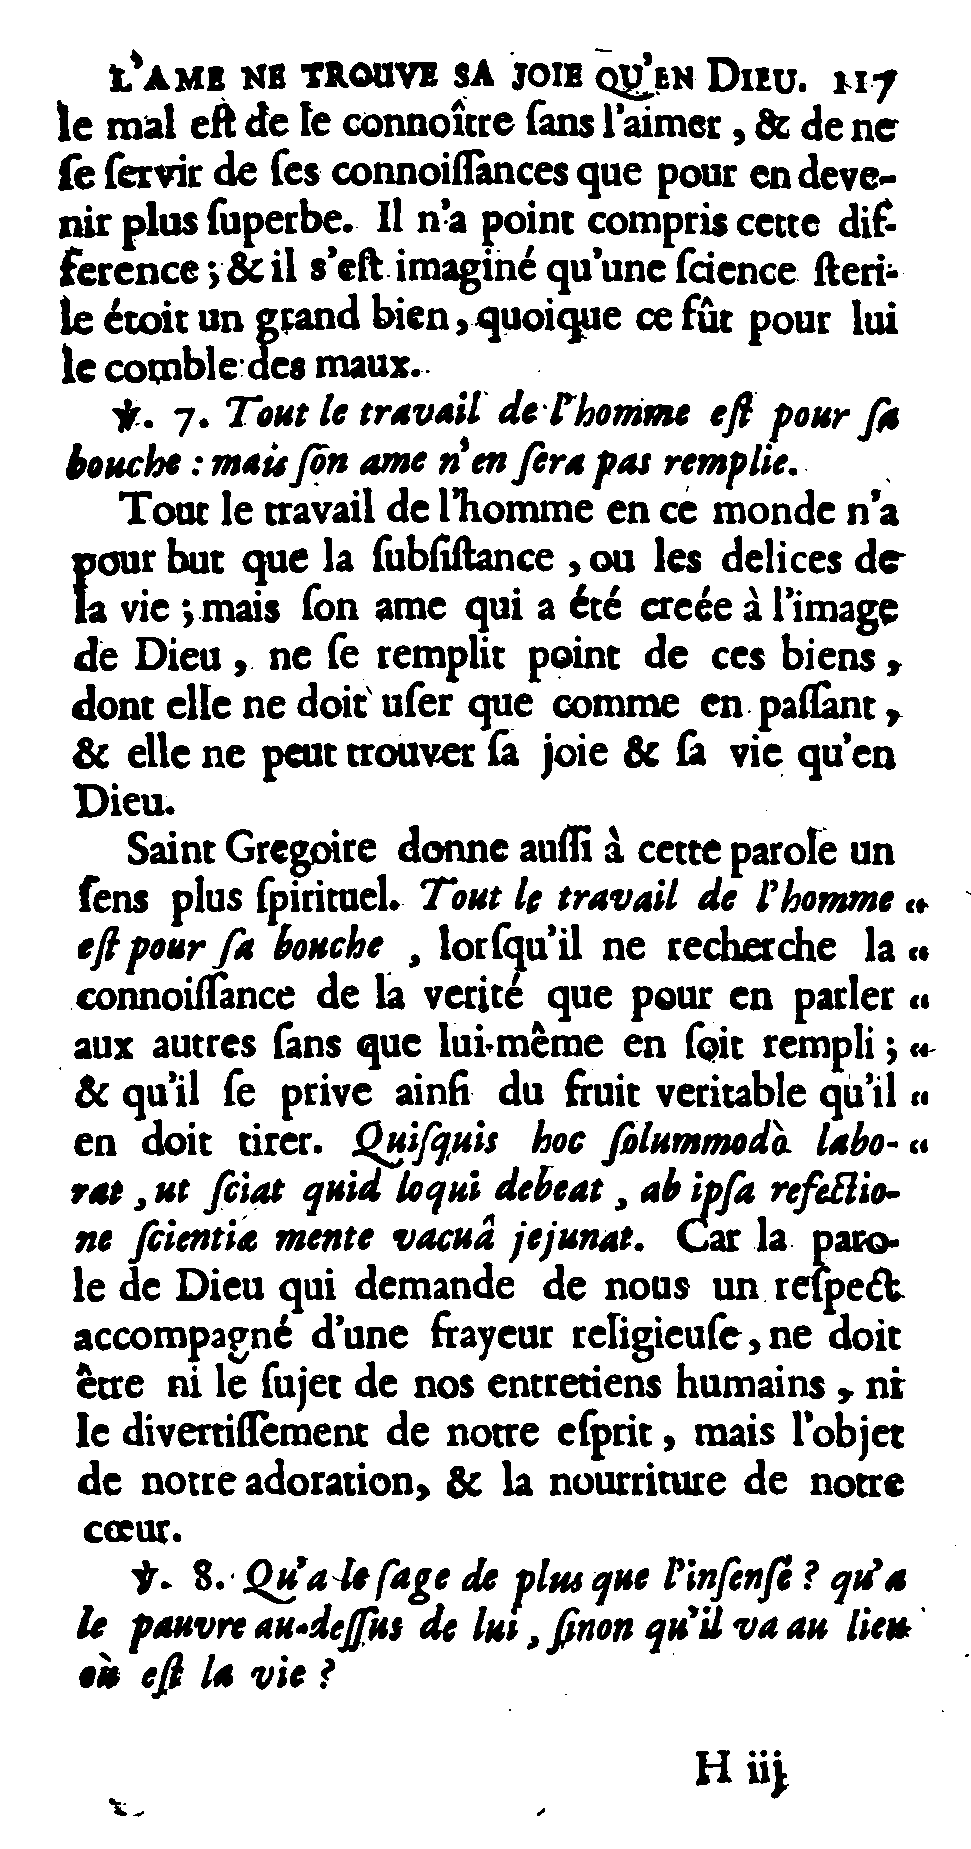 L'AME NE TROUVE SA JOIE QU'EN DIEU. 117
le mal est de le connoître ſans l'aimer, & de ne
ſe ſervir de ſes connoiſſances que pour en deve-
nir plus ſuperbe. Il n'a point compris cette dif-
ference ; & il s'eſt imaginé qu'une ſcience ſteri-
le étoit un grand bien, quoique ce fût pour lui
le comble des maux.
℣. 7. Tout le travail de l'homme eſt pour ſa
bouche : mais ſon ame n'en ſera pas remplie.
Tout le travail de l'homme en ce monde n'a
pour but que la ſubſiſtance, ou les delices de
la vie ; mais ſon ame qui a été creée à l'image
de Dieu, ne ſe remplit point de ces biens,
dont elle ne doit uſer que comme en paſſant,
& elle ne peut trouver ſa joie & ſa vie qu'en
Dieu.
Saint Gregoire donne auſſi à cette parole un
ſens plus ſpirituel. Tout le travail de l'homme “
eſt pour ſa bouche, lorſqu'il ne recherche la “
connoiſſance de la verité que pour en parler “
aux autres ſans que lui-même en ſoit rempli ; “
& qu'il ſe prive ainſi du fruit veritable qu'il “
en doit tirer. Quiſquis hoc ſolummodò labo- “
rat, ut ſciat quid loqui debeat, ab ipſa refectio-
ne ſcientiæ mente vacuâ jejunat. Car la paro-
le de Dieu qui demande de nous un reſpect
accompagné d'une frayeur religieuſe, ne doit
être ni le ſujet de nos entretiens humains, ni
le divertiſſement de notre eſprit, mais l'objet
de notre adoration, & la nourriture de notre
cœur.
℣. 8. Qu'a le ſage de plus que l'inſenſé ? qu'a
le pauvre au-deſſus de lui, ſinon qu'il va au lieu
où eſt la vie ?
H iij